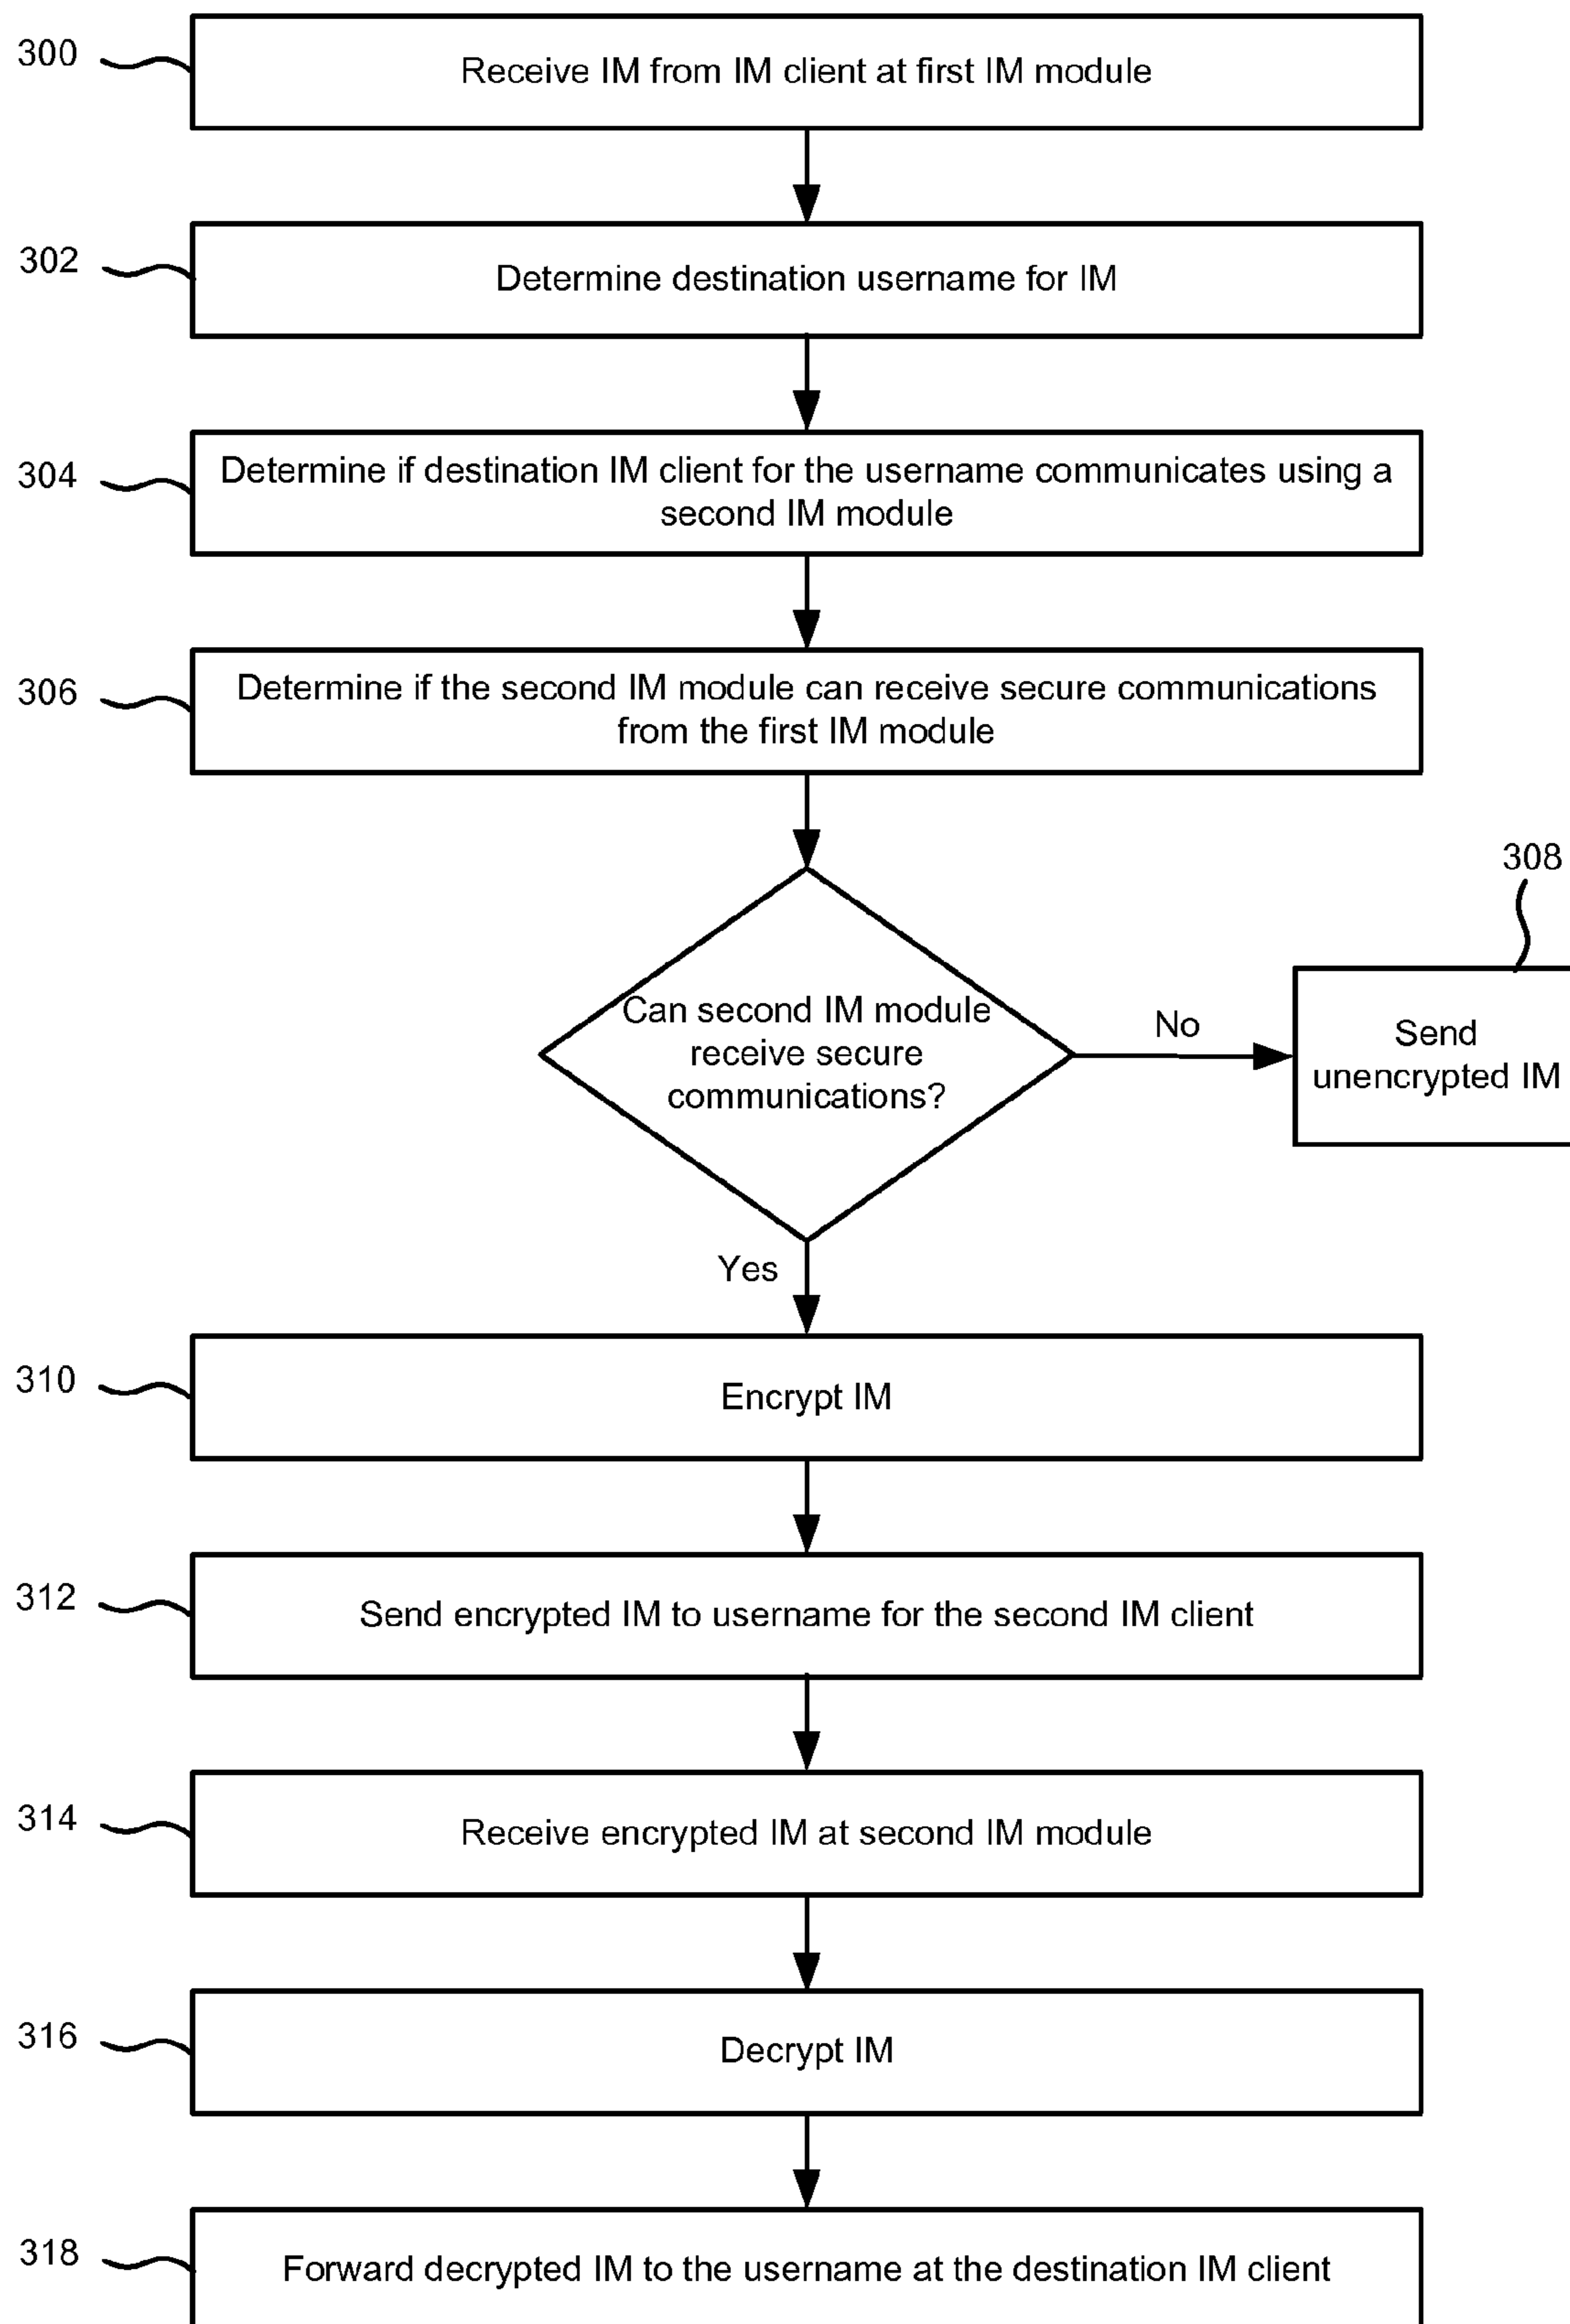 300
Receive IM from IM client at first IM module
302
Determine destination username for IM
304
Determine if destination IM client for the username communicates using a
second IM module
306
Determine if the second IM module can receive secure communications
from the first IM module
308
Can second IM module
receive secure
communications?
No
Send
unencrypted IM
Yes
310
Encrypt IM
312
Send encrypted IM to username for the second IM client
314
Receive encrypted IM at second IM module
316
Decrypt IM
318
Forward decrypted IM to the username at the destination IM client